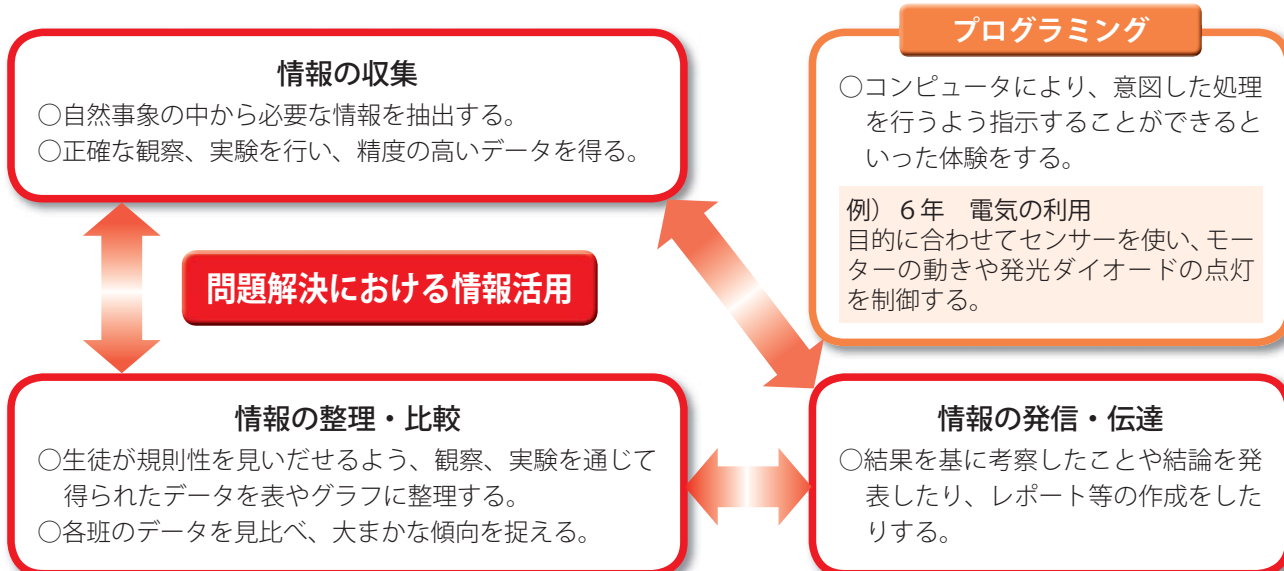 情報の収集
○自然事象の中から必要な情報を抽出する。
○正確な観察、実験を行い、精度の高いデータを得る。
プログラミング
○コンピュータにより、意図した処理
を行うよう指示することができると
いった体験をする。
例）６年　電気の利用
目的に合わせてセンサーを使い、モー
ターの動きや発光ダイオードの点灯
を制御する。
問題解決における情報活用
情報の整理・比較
○生徒が規則性を見いだせるよう、観察、実験を通じて
得られたデータを表やグラフに整理する。
○各班のデータを見比べ、大まかな傾向を捉える。
情報の発信・伝達
○結果を基に考察したことや結論を発
表したり、レポート等の作成をした
りする。